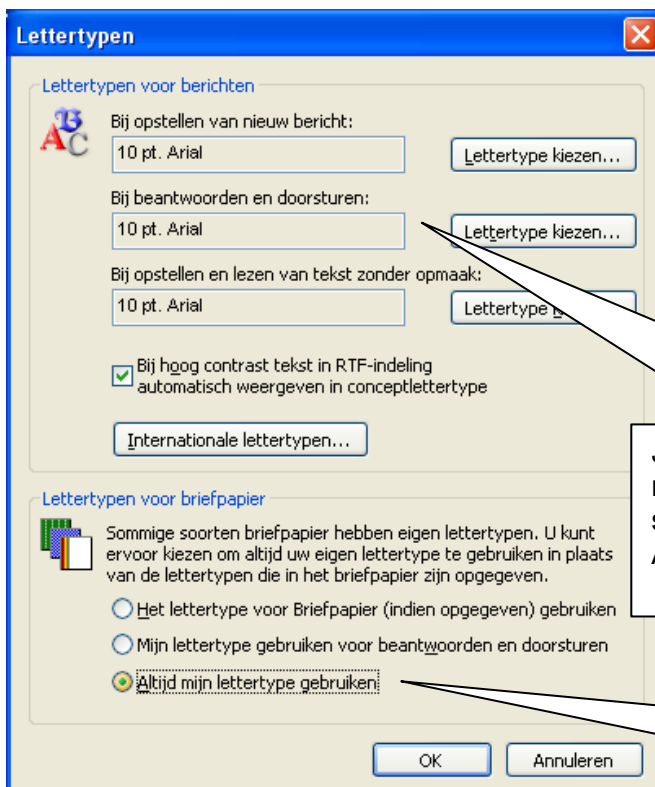 Lettertypen
Lettertypen voor berichten
Bij opstellen van nieuw bericht:
10 pt. Arial
Lettertype kiezen...
Bij beantwoorden en doorsturen:
10 pt. Arial
Lettertype kiezen...
Bij opstellen en lezen van tekst zonder opmaak:
10 pt. Arial
Lettertype
Bij hoog contrast tekst in RTF-indeling
automatisch weergeven in conceptlettertype
Internationale lettertypen...
Lettertypen voor briefpapier
Sommige soorten briefpapier hebben eigen lettertypen. U kunt
ervoor kiezen om altijd uw eigen lettertype te gebruiken in plaats
van de lettertypen die in het briefpapier zijn opgegeven.
Het lettertype voor Briefpapier (indien opgegeven) gebruiken
Mijn lettertype gebruiken voor beantwoorden en doorsturen
Altijd mijn lettertype gebruiken
OK
Annuleren